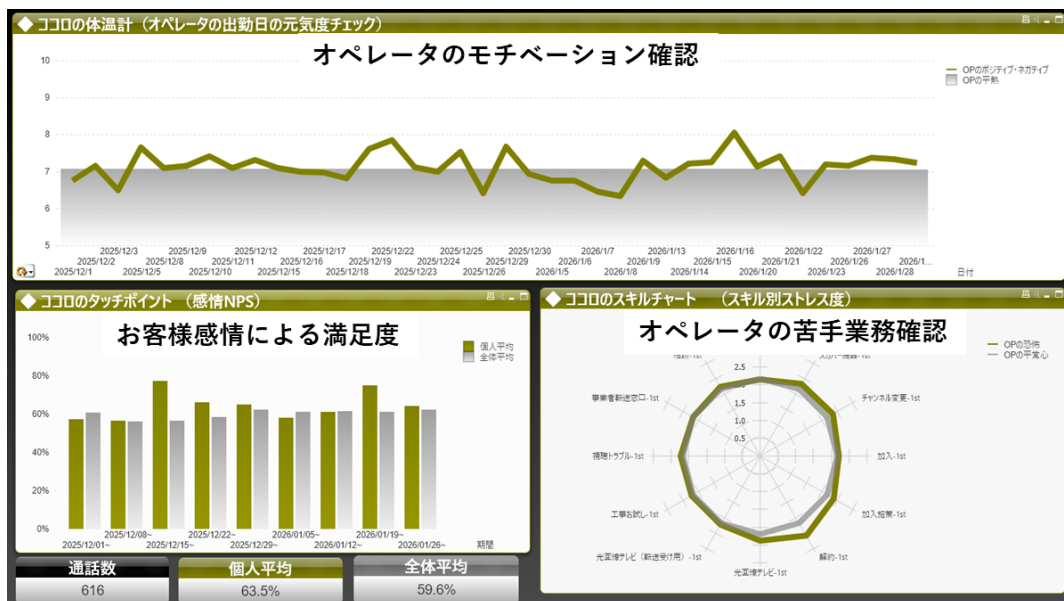 ◆ ココロの体温計（オペレータの出勤日の元気度チェック）
オペレータのモチベーション確認
10
9
8
7
6
5
OPのポジティブ・ネガティブ
OPの平熱
2025/12/3 2025/12/9 2025/12/12 2025/12/17 2025/12/22 2025/12/25 2025/12/30 2026/1/7 2026/1/13 2026/1/16 2026/1/22 2026/1/27
2025/12/2 2025/12/8 2025/12/11 2025/12/16 2025/12/19 2025/12/24 2025/12/29 2026/1/6 2026/1/9 2026/1/15 2026/1/21 2026/1/26 2026/1...
2025/12/1 2025/12/5 2025/12/10 2025/12/15 2025/12/18 2025/12/23 2025/12/26 2026/1/5 2026/1/8 2026/1/14 2026/1/20 2026/1/23 2026/1/28
日付
◆ ココロのタッチポイント （感情NPS）
お客様感情による満足度
100%
80%
60%
40%
20%
0%
個人平均
全体平均
2025/12/08~ 2025/12/22~ 2026/01/05~ 2026/01/19~
2025/12/01~ 2025/12/15~ 2025/12/29~ 2026/01/12~ 2026/01/26~
期間
通話数
616
個人平均
63.5%
全体平均
59.6%
◆ ココロのスキルチャート （スキル別ストレス度）
オペレータの苦手業務確認
OPの恐怖
OPの平常心
2.5
2.0
1.5
1.0
0.5
チャンネル変更-1st
加入-1st
加入施策-1st
解約-1st
光回線テレビ-1st
光回線テレビ（転送受け用）-1st
工事お試し-1st
視聴トラブル-1st
事業者転送窓口-1st